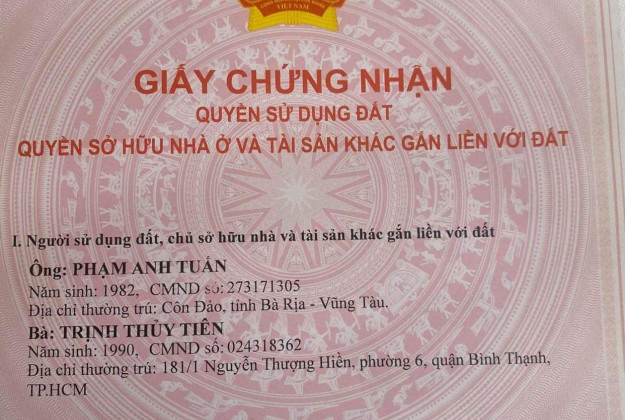 VIỆT NAM
GIẤY CHỨNG NHẬN
QUYỀN SỬ DỤNG ĐẤT
QUYỀN SỞ HỮU NHÀ Ở VÀ TÀI SẢN KHÁC GẮN LIỀN VỚI ĐẤT
I. Người sử dụng đất, chủ sở hữu nhà và tài sản khác gắn liền với đất
Ông: PHẠM ANH TUẤN
Năm sinh: 1982, CMND số: 273171305
Địa chỉ thường trú: Côn Đảo, tỉnh Bà Rịa - Vũng Tàu.
Bà: TRỊNH THỦY TIÊN
Năm sinh: 1990, CMND số: 024318362
Địa chỉ thường trú: 181/1 Nguyễn Thượng Hiền, phường 6, quận Bình Thạnh,
TP.HCM